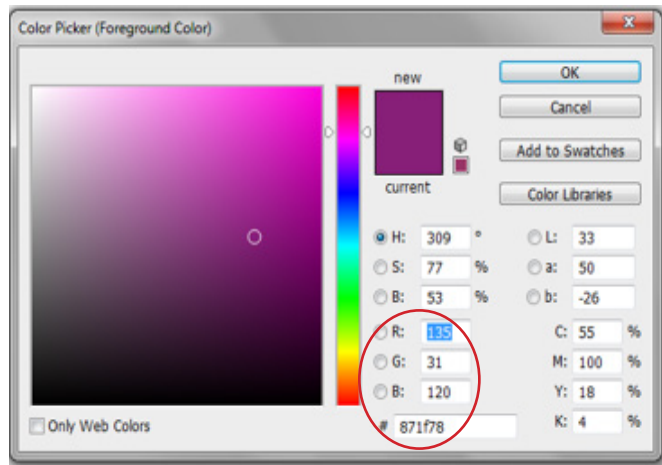 Color Picker (Foreground Color)
new
current
OK
Cancel
Add to Swatches
Color Libraries
H: 309 °
S: 77 %
B: 53 %
R: 135
G: 31
B: 120
# 871f78
L: 33
a: 50
b: -26
C: 55 %
M: 100 %
Y: 18 %
K: 4 %
Only Web Colors